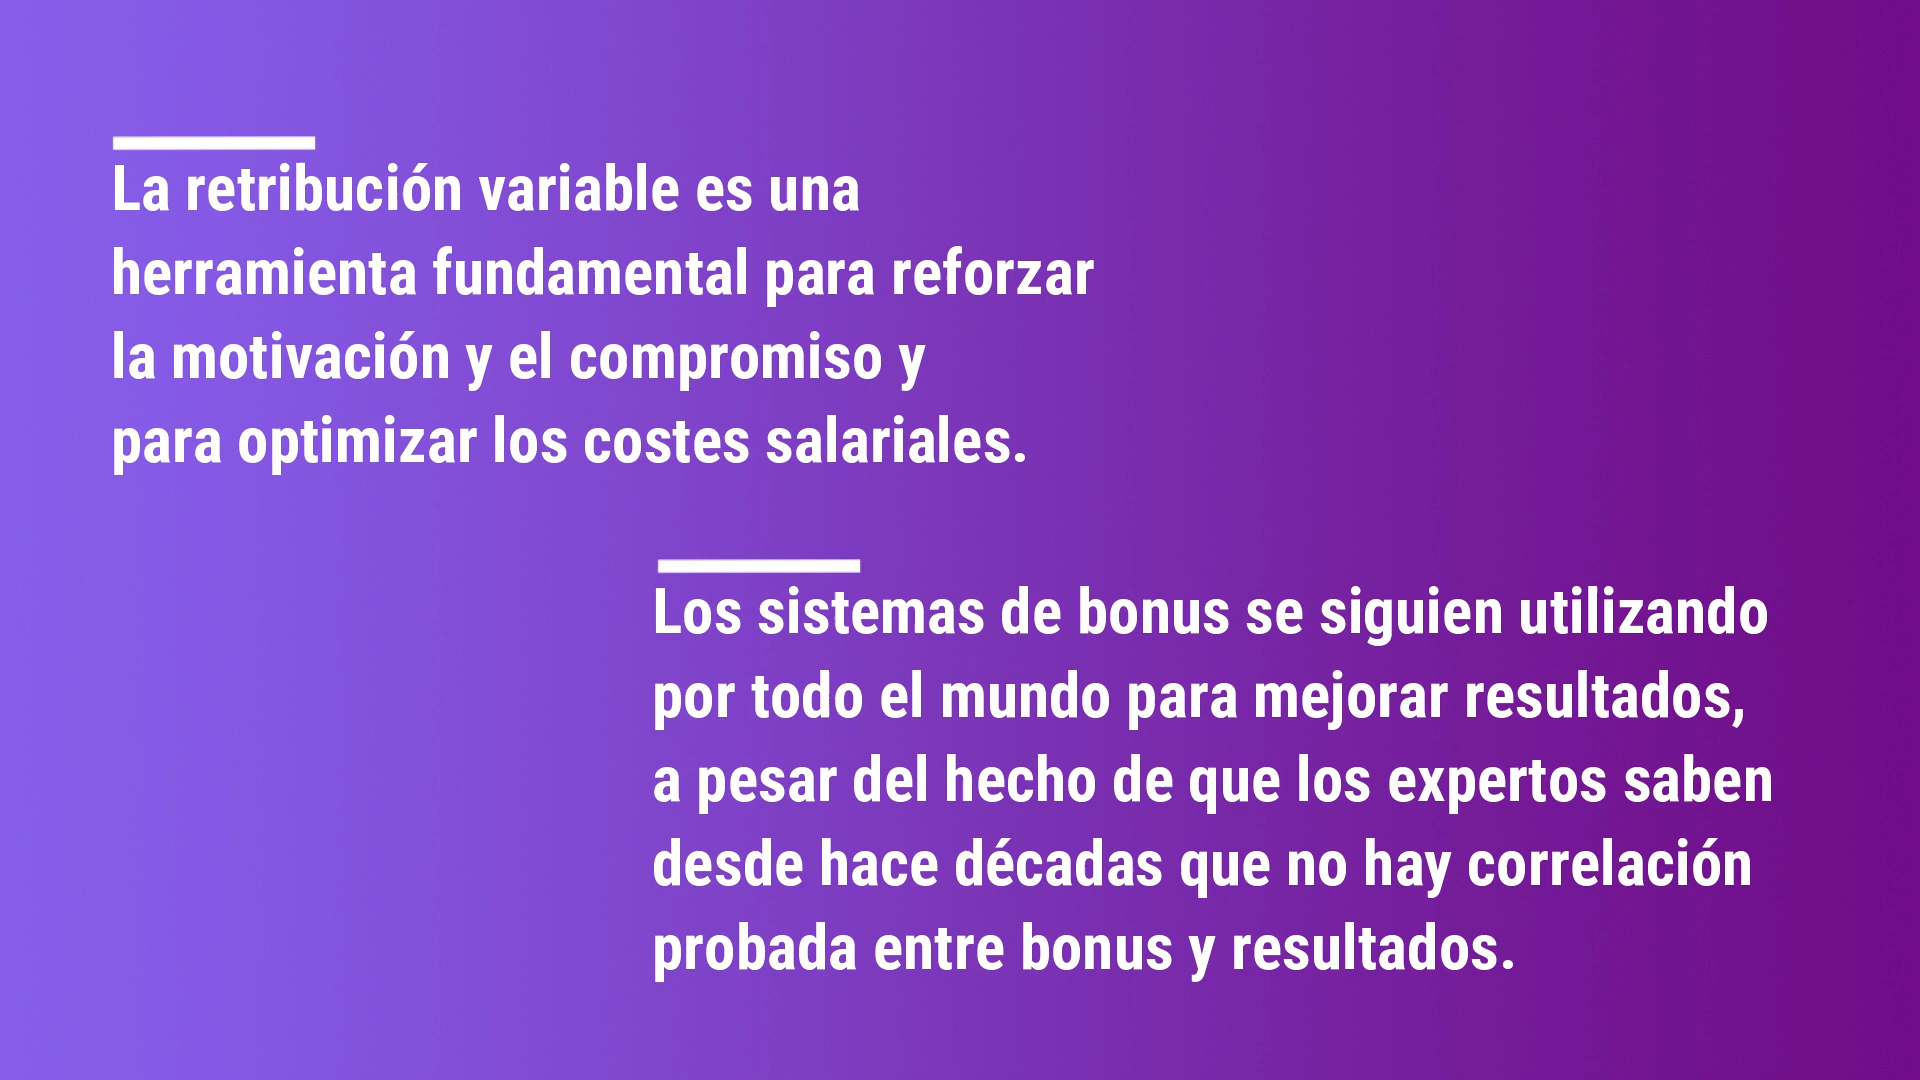 La retribución variable es una
herramienta fundamental para reforzar
la motivación y el compromiso y
para optimizar los costes salariales.
Los sistemas de bonus se siguien utilizando
por todo el mundo para mejorar resultados,
a pesar del hecho de que los expertos saben
desde hace décadas que no hay correlación
probada entre bonus y resultados.